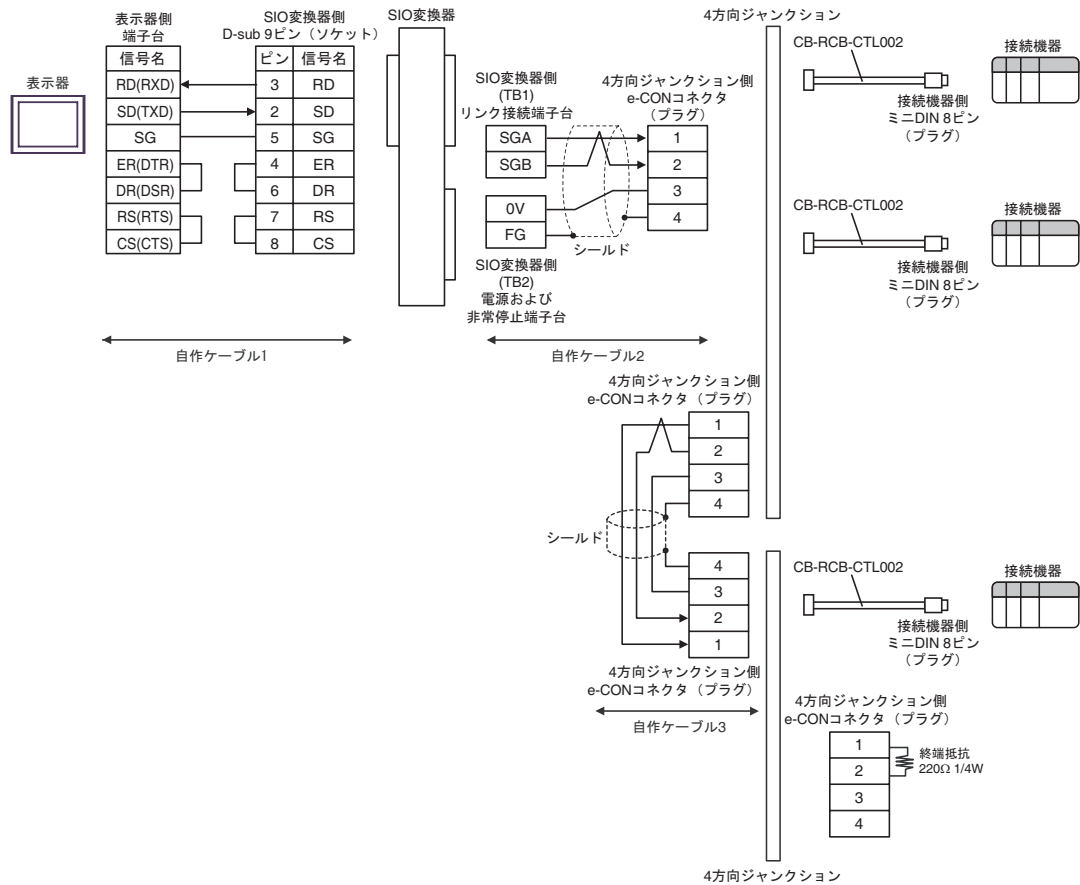 表示器
表示器側
端子台
信号名
RD(RXD)
SD(TXD)
SG
ER(DTR)
DR(DSR)
RS(RTS)
CS(CTS)
SIO変換器側
D-sub 9ピン（ソケット）
ピン 信号名
3 RD
2 SD
5 SG
4 ER
6 DR
7 RS
8 CS
自作ケーブル1
SIO変換器
SIO変換器側
(TB1)
リンク接続端子台
SGA
SGB
0V
FG
SIO変換器側
(TB2)
電源および
非常停止端子台
シールド
4方向ジャンクション側
e-CONコネクタ
（プラグ）
1
2
3
4
自作ケーブル2
4方向ジャンクション
CB-RCB-CTL002
接続機器側
ミニDIN 8ピン
（プラグ）
接続機器
CB-RCB-CTL002
接続機器側
ミニDIN 8ピン
（プラグ）
接続機器
4方向ジャンクション側
e-CONコネクタ（プラグ）
1
2
3
4
シールド
4
3
2
1
4方向ジャンクション側
e-CONコネクタ（プラグ）
自作ケーブル3
CB-RCB-CTL002
接続機器側
ミニDIN 8ピン
（プラグ）
接続機器
4方向ジャンクション側
e-CONコネクタ（プラグ）
1
2
3
4
終端抵抗
220Ω 1/4W
4方向ジャンクション